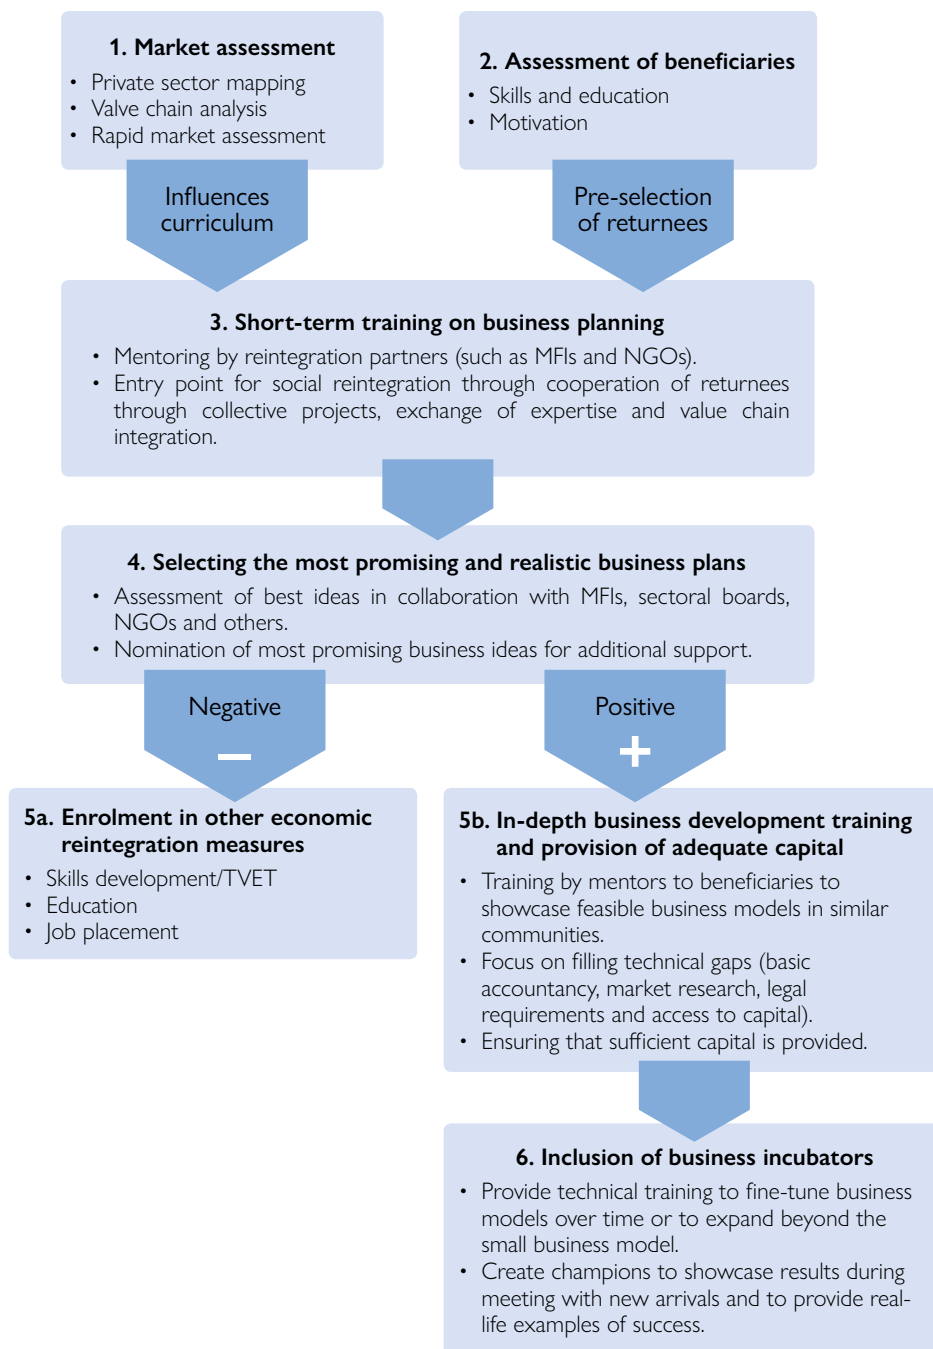 1. Market assessment
• Private sector mapping
• Valve chain analysis
• Rapid market assessment
2. Assessment of beneficiaries
• Skills and education
• Motivation
Influences
curriculum
Pre-selection
of returnees
3. Short-term training on business planning
• Mentoring by reintegration partners (such as MFIs and NGOs).
• Entry point for social reintegration through cooperation of returnees
through collective projects, exchange of expertise and value chain
integration.
4. Selecting the most promising and realistic business plans
• Assessment of best ideas in collaboration with MFIs, sectoral boards,
NGOs and others.
• Nomination of most promising business ideas for additional support.
Negative
–
Positive
+
5a. Enrolment in other economic
reintegration measures
• Skills development/TVET
• Education
• Job placement
5b. In-depth business development training
and provision of adequate capital
• Training by mentors to beneficiaries to
showcase feasible business models in similar
communities.
• Focus on filling technical gaps (basic
accountancy, market research, legal
requirements and access to capital).
• Ensuring that sufficient capital is provided.
6. Inclusion of business incubators
• Provide technical training to fine-tune business
models over time or to expand beyond the
small business model.
• Create champions to showcase results during
meeting with new arrivals and to provide real-
life examples of success.